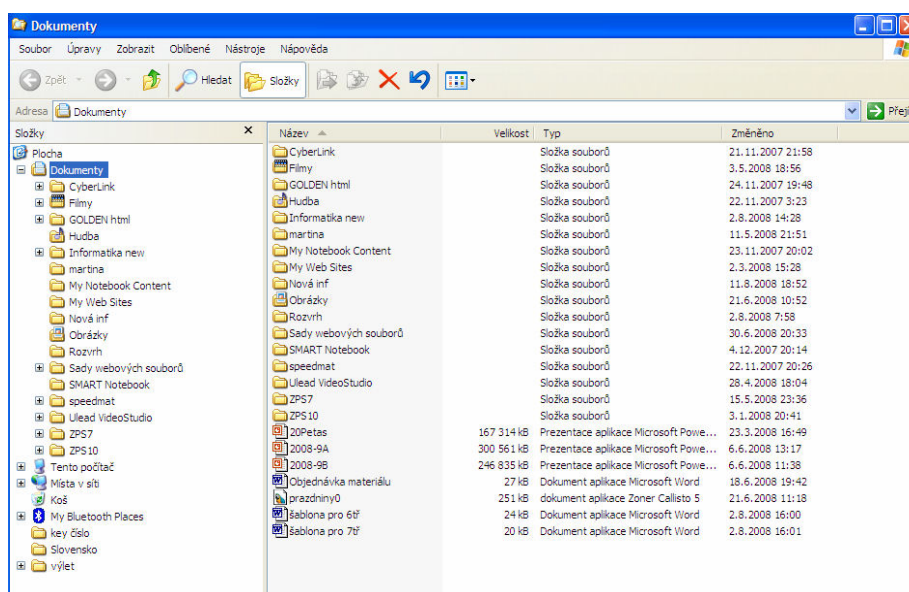 Dokumenty
Soubor Úpravy Zobrazit Oblíbené Nástroje Nápověda
Zpět Hledat Složky
Adresa Dokumenty
Složky Název Velikost Typ Změněno
Plocha
Dokumenty
CyberLink
Filmy
GOLDEN html
Hudba
Informatika new
martina
My Notebook Content
My Web Sites
Nová inf
Obrázky
Rozvrh
Sady webových souborů
SMART Notebook
speedmat
Ulead VideoStudio
ZPS7
ZPS10
Tento počítač
Místa v síti
Koš
My Bluetooth Places
key číslo
Slovensko
výlet
CyberLink Složka souborů 21.11.2007 21:58
Filmy Složka souborů 3.5.2008 18:56
GOLDEN html Složka souborů 24.11.2007 19:48
Hudba Složka souborů 22.11.2007 3:23
Informatika new Složka souborů 2.8.2008 14:28
martina Složka souborů 11.5.2008 21:51
My Notebook Content Složka souborů 23.11.2007 20:02
My Web Sites Složka souborů 2.3.2008 15:28
Nová inf Složka souborů 11.8.2008 18:52
Obrázky Složka souborů 21.6.2008 10:52
Rozvrh Složka souborů 2.8.2008 7:58
Sady webových souborů Složka souborů 30.6.2008 20:33
SMART Notebook Složka souborů 4.12.2007 20:14
speedmat Složka souborů 22.11.2007 20:26
Ulead VideoStudio Složka souborů 28.4.2008 18:04
ZPS7 Složka souborů 15.5.2008 23:36
ZPS10 Složka souborů 3.1.2008 20:41
20Petas 167 314 kB Prezentace aplikace Microsoft Powe... 23.3.2008 16:49
2008-9A 300 561 kB Prezentace aplikace Microsoft Powe... 6.6.2008 13:17
2008-9B 246 835 kB Prezentace aplikace Microsoft Powe... 6.6.2008 11:38
Objednávka materiálu 27 kB Dokument aplikace Microsoft Word 18.6.2008 19:42
prazdniny0 251 kB dokument aplikace Zoner Callisto 5 21.6.2008 11:18
šablona pro 6tř 24 kB Dokument aplikace Microsoft Word 2.8.2008 16:00
šablona pro 7tř 20 kB Dokument aplikace Microsoft Word 2.8.2008 16:01